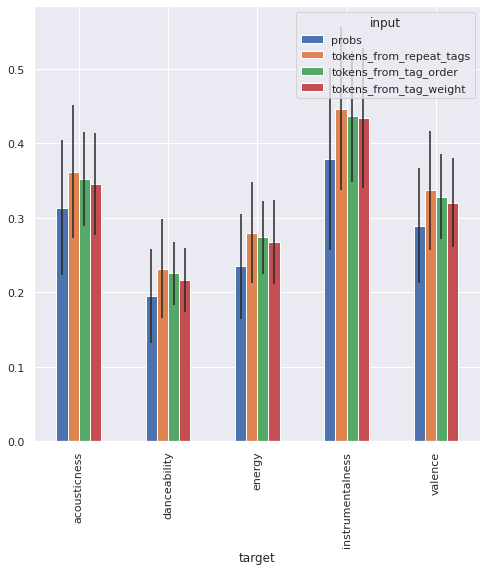 input
probs
tokens_from_repeat_tags
tokens_from_tag_order
tokens_from_tag_weight
0.5
0.4
0.3
0.2
0.1
0.0
acousticness
danceability
energy
instrumentalness
valence
target